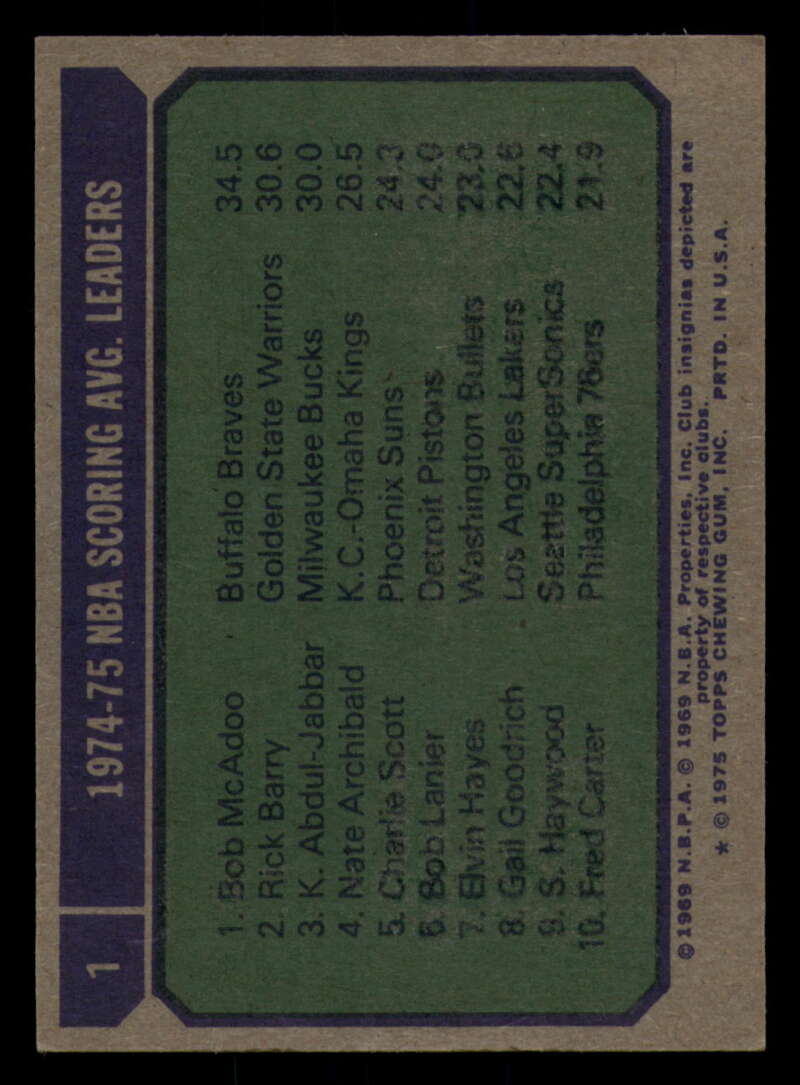 1 1974-75 NBA SCORING AVG. LEADERS
1. Bob McAdoo Buffalo Braves 34.5
2. Rick Barry Golden State Warriors 30.6
3. K. Abdul-Jabbar Milwaukee Bucks 30.0
4. Nate Archibald K.C.-Omaha Kings 26.5
5. Charlie Scott Phoenix Suns 24.3
6. Bob Lanier Detroit Pistons 24.0
7. Elvin Hayes Washington Bullets 23.0
8. Gail Goodrich Los Angeles Lakers 22.6
9. S. Haywood Seattle SuperSonics 22.4
10. Fred Carter Philadelphia 76ers 21.9
©1969 N.B.P.A. © 1969 N.B.A. Properties, Inc. Club insignias depicted are
property of respective clubs.
★ © 1975 TOPPS CHEWING GUM, INC. PRTD. IN U.S.A.